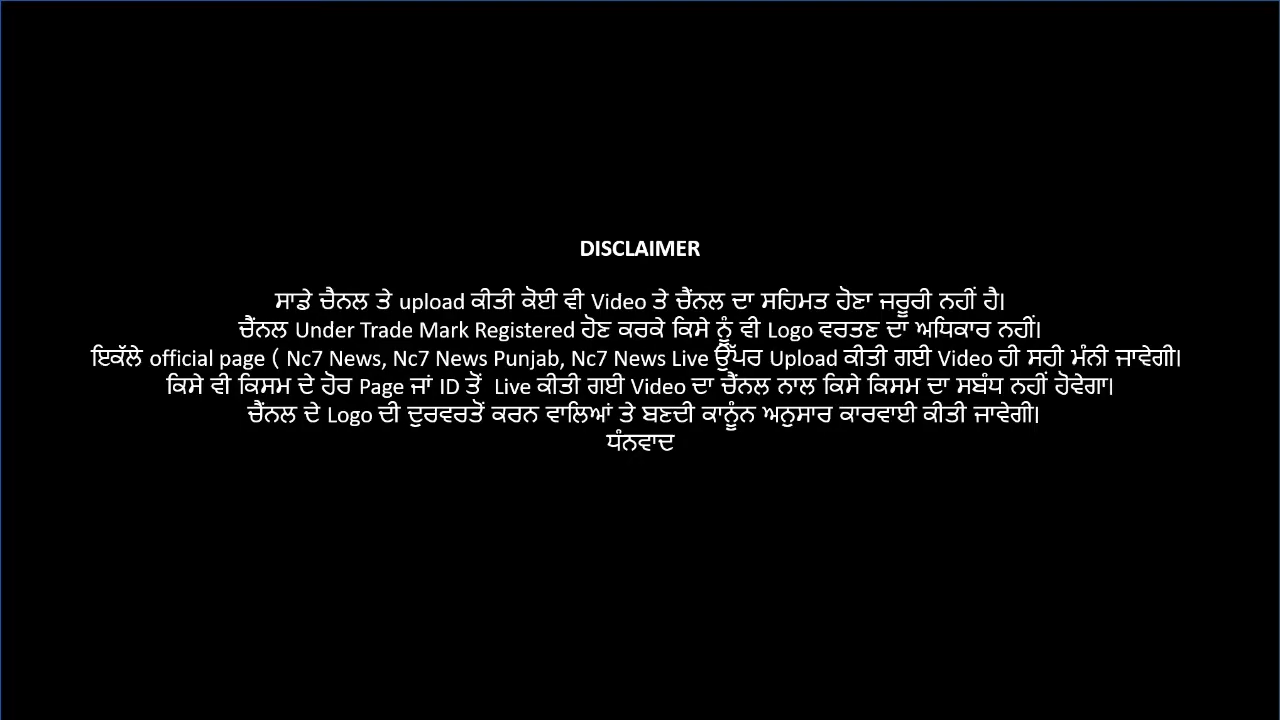 DISCLAIMER
ਸਾਡੇ ਚੈਨਲ ਤੇ upload ਕੀਤੀ ਕੋਈ ਵੀ Video ਤੇ ਚੈਂਨਲ ਦਾ ਸਹਿਮਤ ਹੋਣਾ ਜਰੂਰੀ ਨਹੀਂ ਹੈ।
ਚੈਂਨਲ Under Trade Mark Registered ਹੋਣ ਕਰਕੇ ਕਿਸੇ ਨੂੰ ਵੀ Logo ਵਰਤਣ ਦਾ ਅਧਿਕਾਰ ਨਹੀਂ।
ਇਕੱਲੇ official page ( Nc7 News, Nc7 News Punjab, Nc7 News Live ਉੱਪਰ Upload ਕੀਤੀ ਗਈ Video ਹੀ ਸਹੀ ਮੰਨੀ ਜਾਵੇਗੀ।
ਕਿਸੇ ਵੀ ਕਿਸਮ ਦੇ ਹੋਰ Page ਜਾਂ ID ਤੋਂ Live ਕੀਤੀ ਗਈ Video ਦਾ ਚੈਂਨਲ ਨਾਲ ਕਿਸੇ ਕਿਸਮ ਦਾ ਸਬੰਧ ਨਹੀਂ ਹੋਵੇਗਾ।
ਚੈਂਨਲ ਦੇ Logo ਦੀ ਦੁਰਵਰਤੋਂ ਕਰਨ ਵਾਲਿਆਂ ਤੇ ਬਣਦੀ ਕਾਨੂੰਨ ਅਨੁਸਾਰ ਕਾਰਵਾਈ ਕੀਤੀ ਜਾਵੇਗੀ।
ਧੰਨਵਾਦ